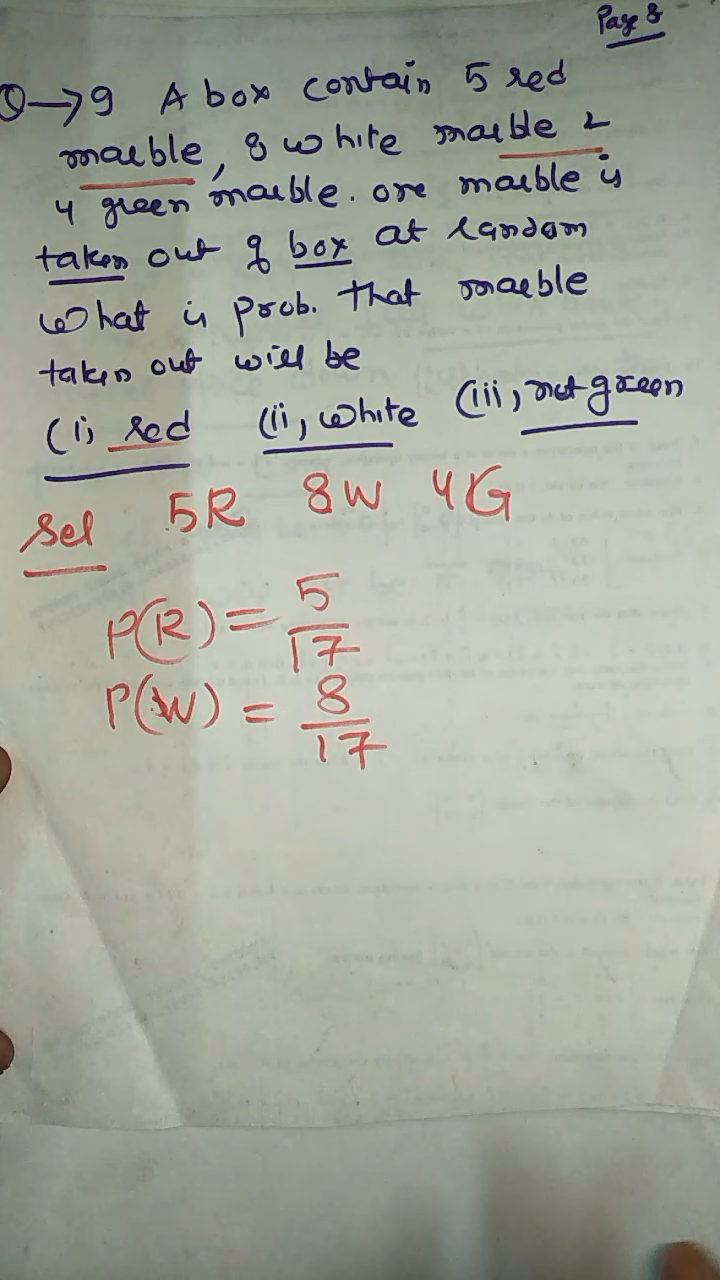 Page 8
Q→9 A box contain 5 red
marble, 8 white marble &
4 green marble. one marble is
taken out of box at random
What is prob. that marble
taken out will be
(i) red (ii) white (iii) not green
Sol 5R 8W 4G
P(R) = 5/17
P(W) = 8/17